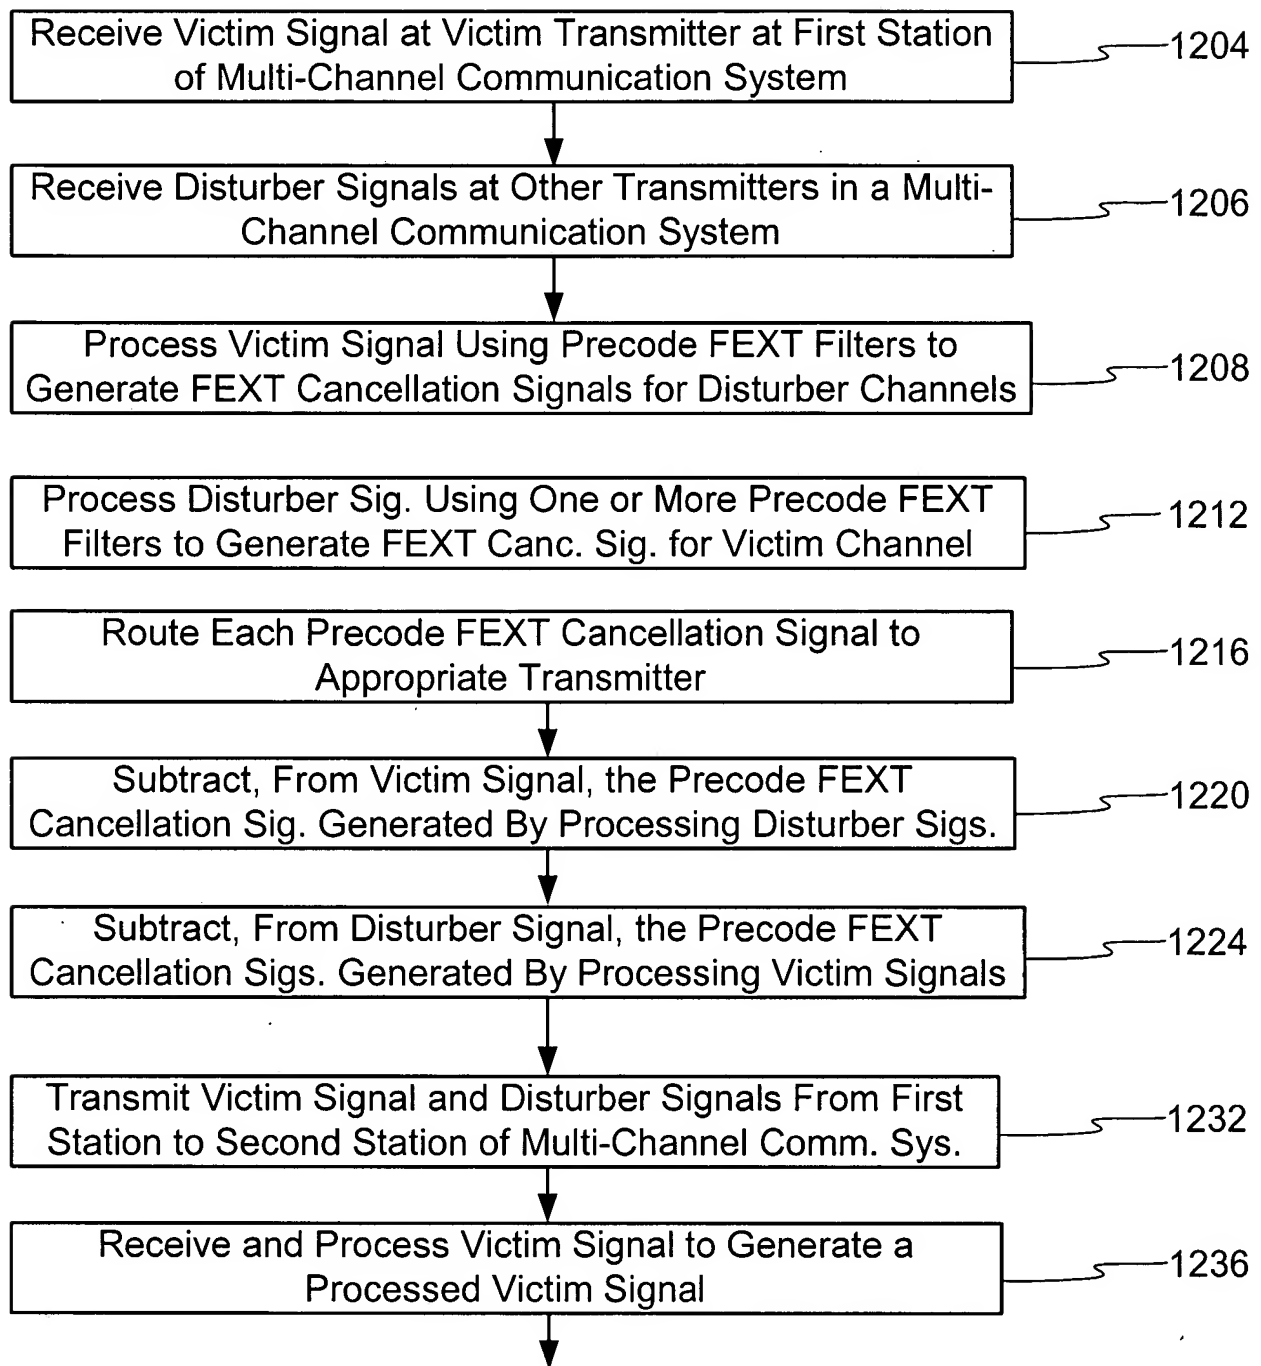 Receive Victim Signal at Victim Transmitter at First Station
of Multi-Channel Communication System
1204
Receive Disturber Signals at Other Transmitters in a Multi-
Channel Communication System
1206
Process Victim Signal Using Precode FEXT Filters to
Generate FEXT Cancellation Signals for Disturber Channels
1208
Process Disturber Sig. Using One or More Precode FEXT
Filters to Generate FEXT Canc. Sig. for Victim Channel
1212
Route Each Precode FEXT Cancellation Signal to
Appropriate Transmitter
1216
Subtract, From Victim Signal, the Precode FEXT
Cancellation Sig. Generated By Processing Disturber Sigs.
1220
Subtract, From Disturber Signal, the Precode FEXT
Cancellation Sigs. Generated By Processing Victim Signals
1224
Transmit Victim Signal and Disturber Signals From First
Station to Second Station of Multi-Channel Comm. Sys.
1232
Receive and Process Victim Signal to Generate a
Processed Victim Signal
1236